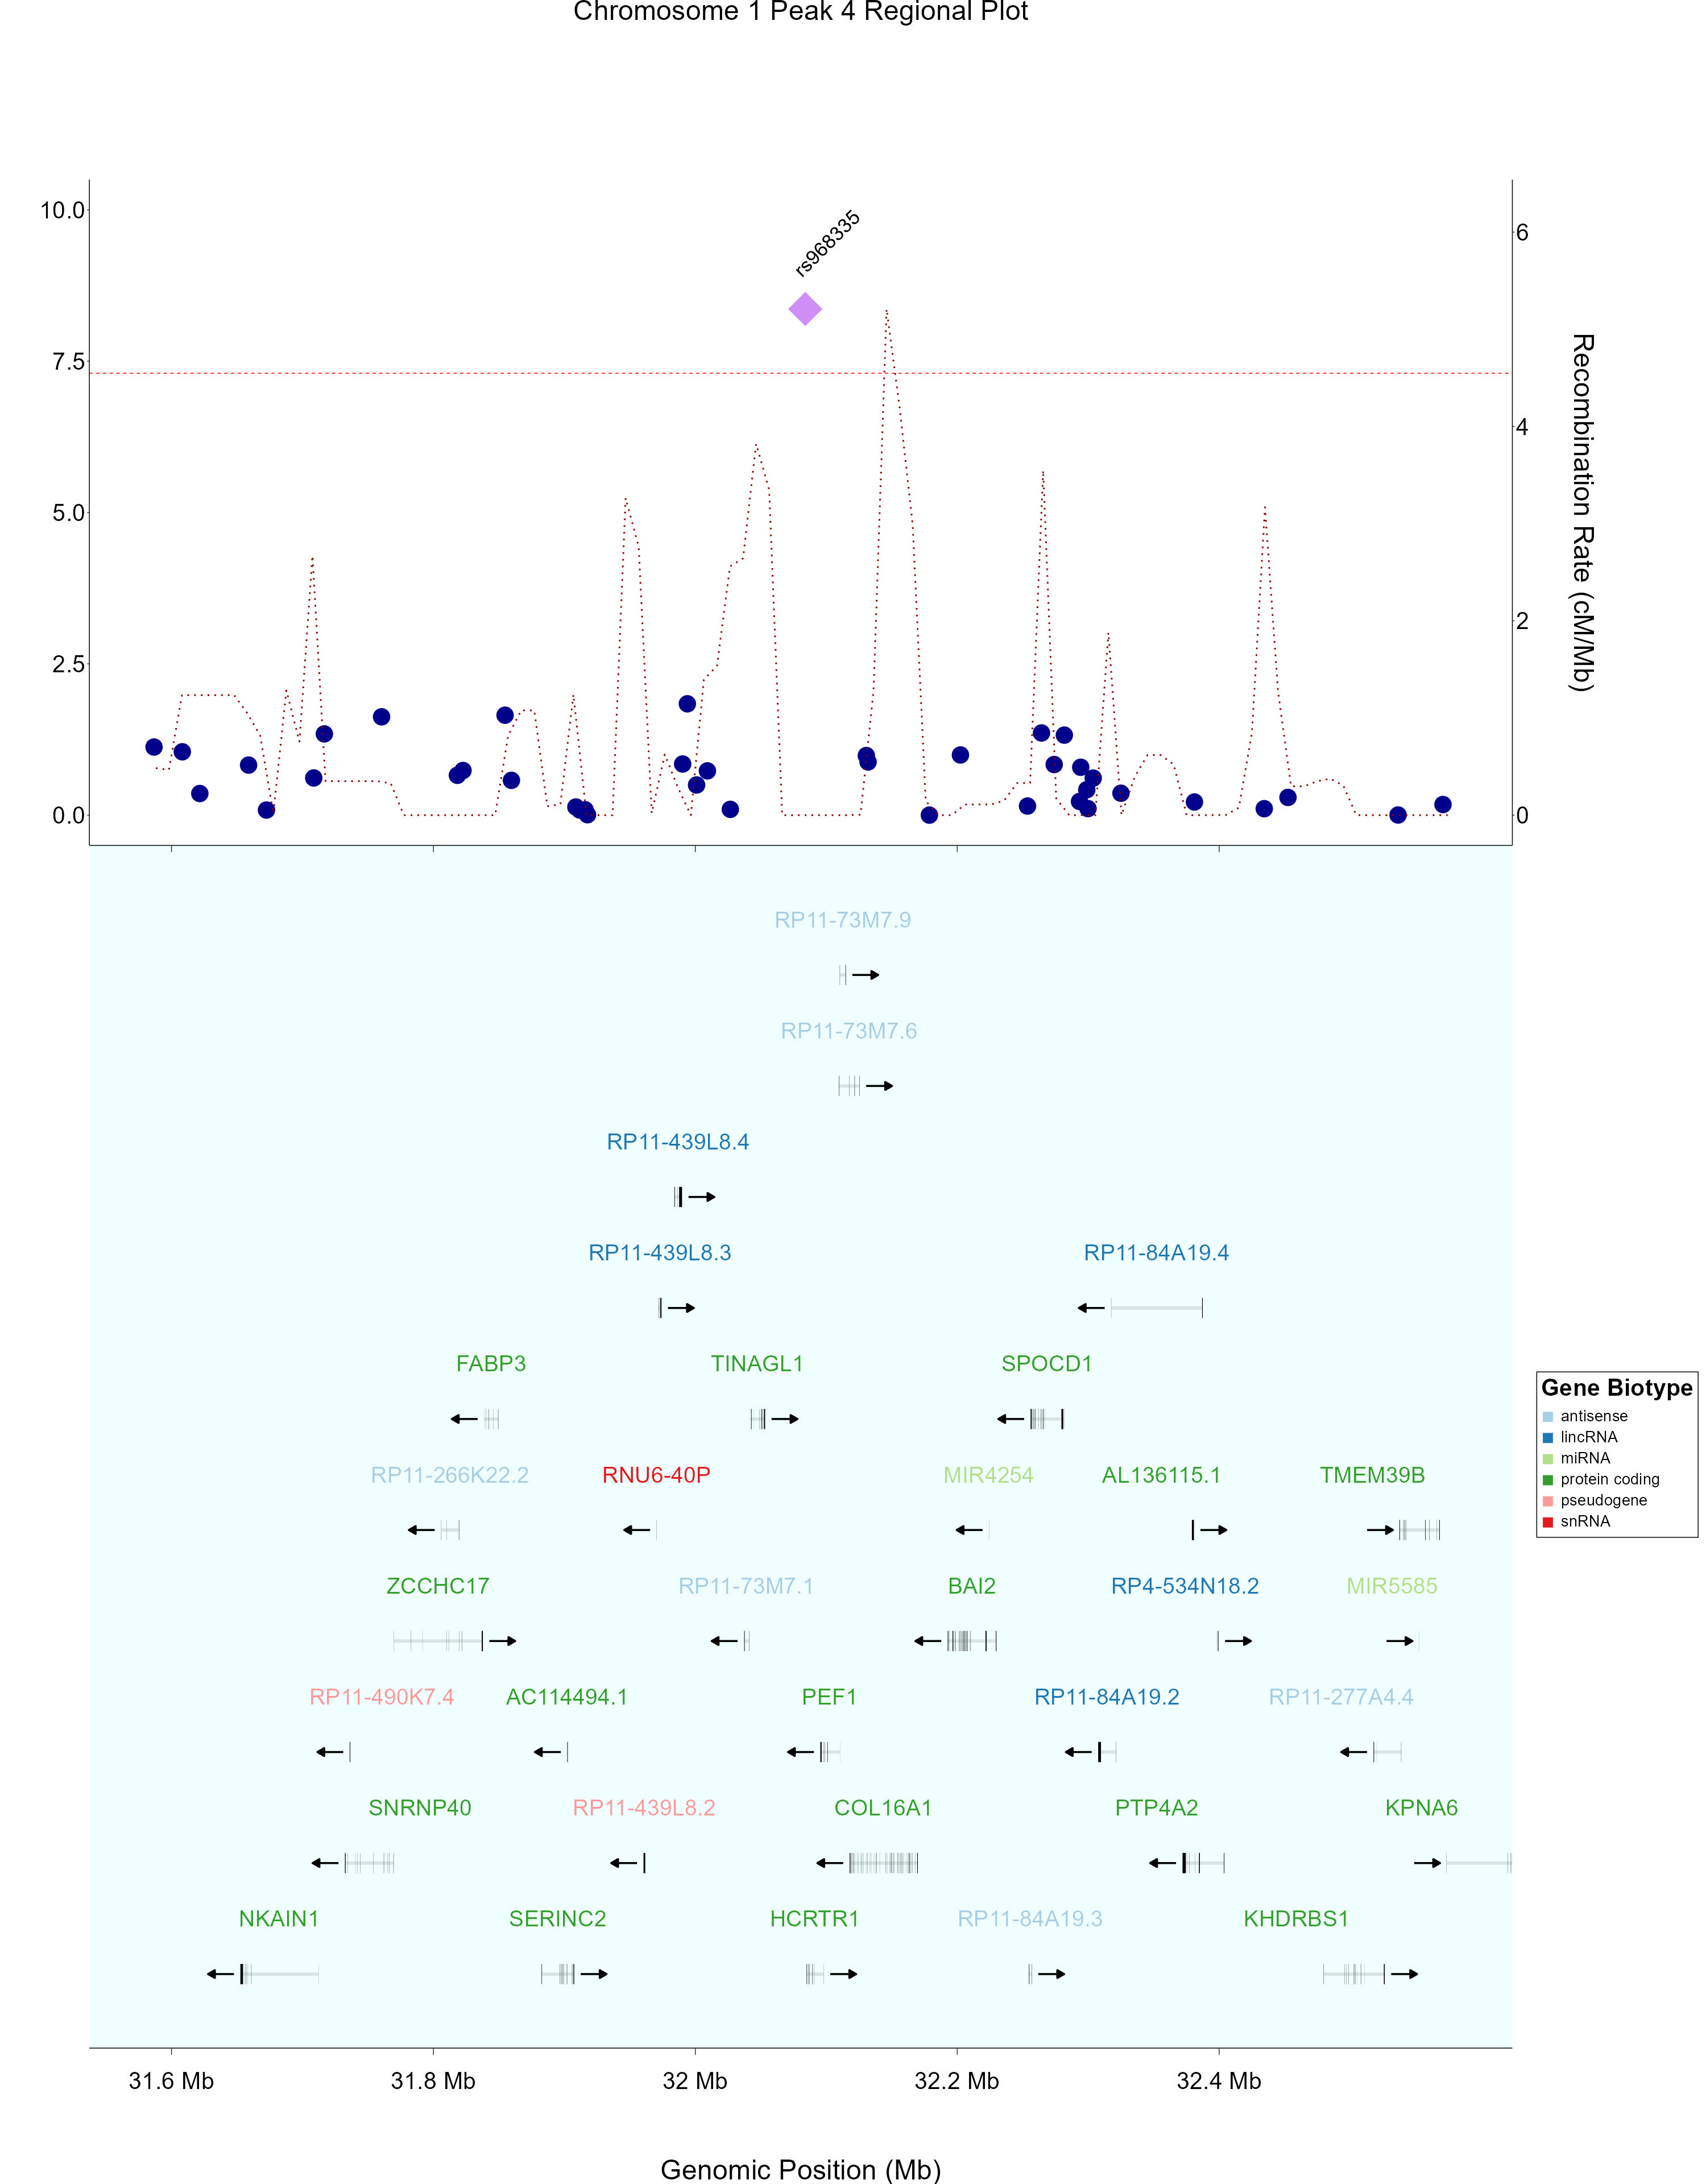 Chromosome 1 Peak 4 Regional Plot
rs968335
10.0
7.5
5.0
2.5
0.0
6
4
2
0
Recombination Rate (cM/Mb)
RP11-73M7.9
RP11-73M7.6
RP11-439L8.4
RP11-439L8.3 RP11-84A19.4
FABP3 TINAGL1 SPOCD1
RP11-266K22.2 RNU6-40P MIR4254 AL136115.1 TMEM39B
ZCCHC17 RP11-73M7.1 BAI2 RP4-534N18.2 MIR5585
RP11-490K7.4 AC114494.1 PEF1 RP11-84A19.2 RP11-277A4.4
SNRNP40 RP11-439L8.2 COL16A1 PTP4A2 KPNA6
NKAIN1 SERINC2 HCRTR1 RP11-84A19.3 KHDRBS1
Gene Biotype
antisense
lincRNA
miRNA
protein coding
pseudogene
snRNA
31.6 Mb 31.8 Mb 32 Mb 32.2 Mb 32.4 Mb
Genomic Position (Mb)